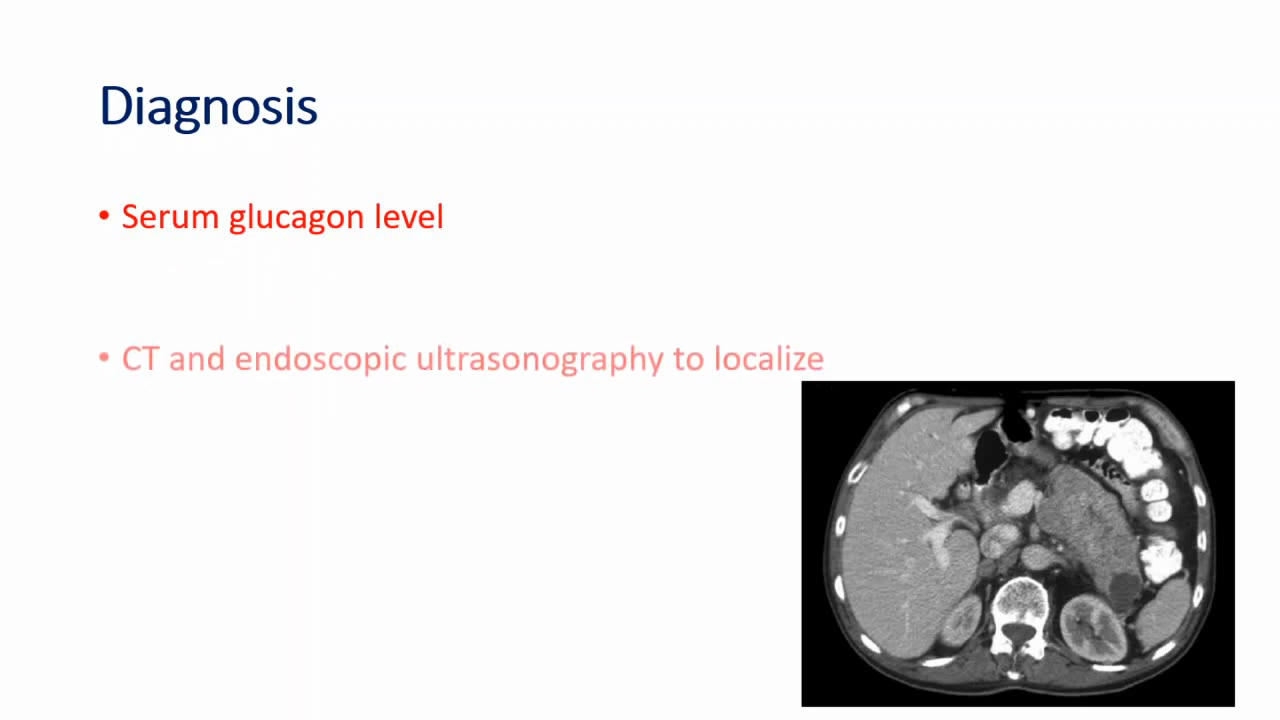 Diagnosis
• Serum glucagon level
• CT and endoscopic ultrasonography to localize